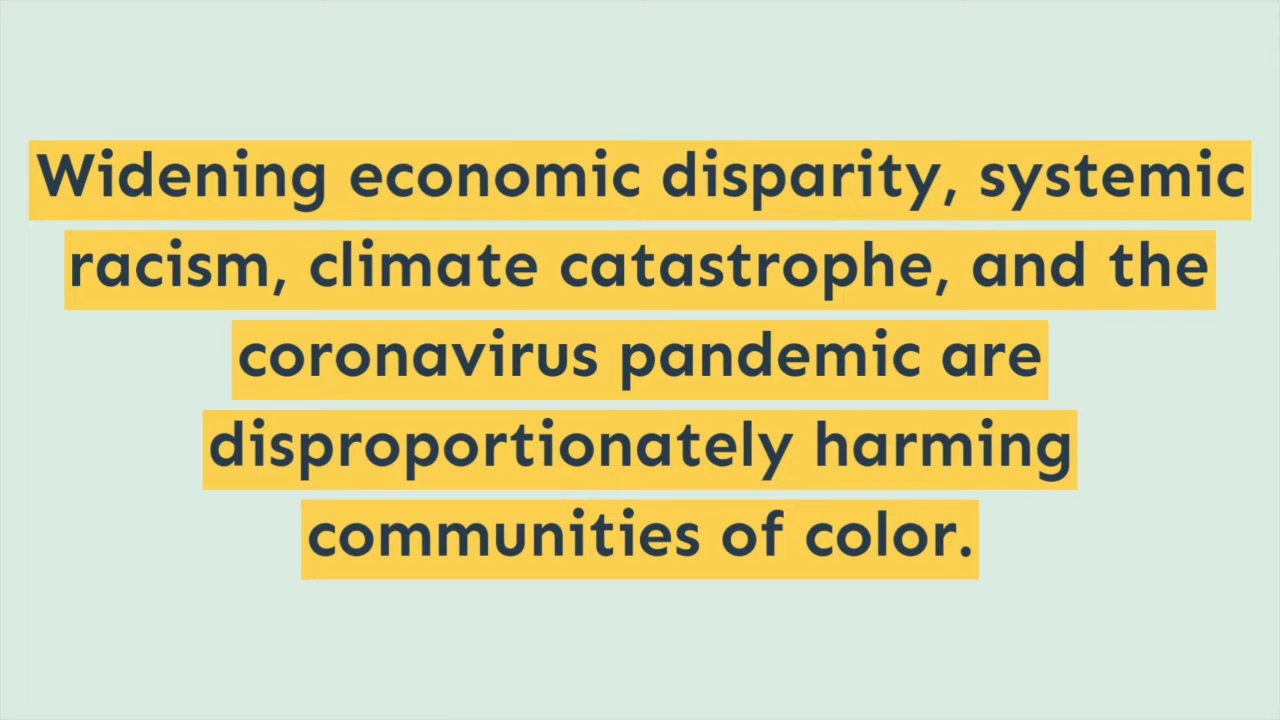 Widening economic disparity, systemic
racism, climate catastrophe, and the
coronavirus pandemic are
disproportionately harming
communities of color.